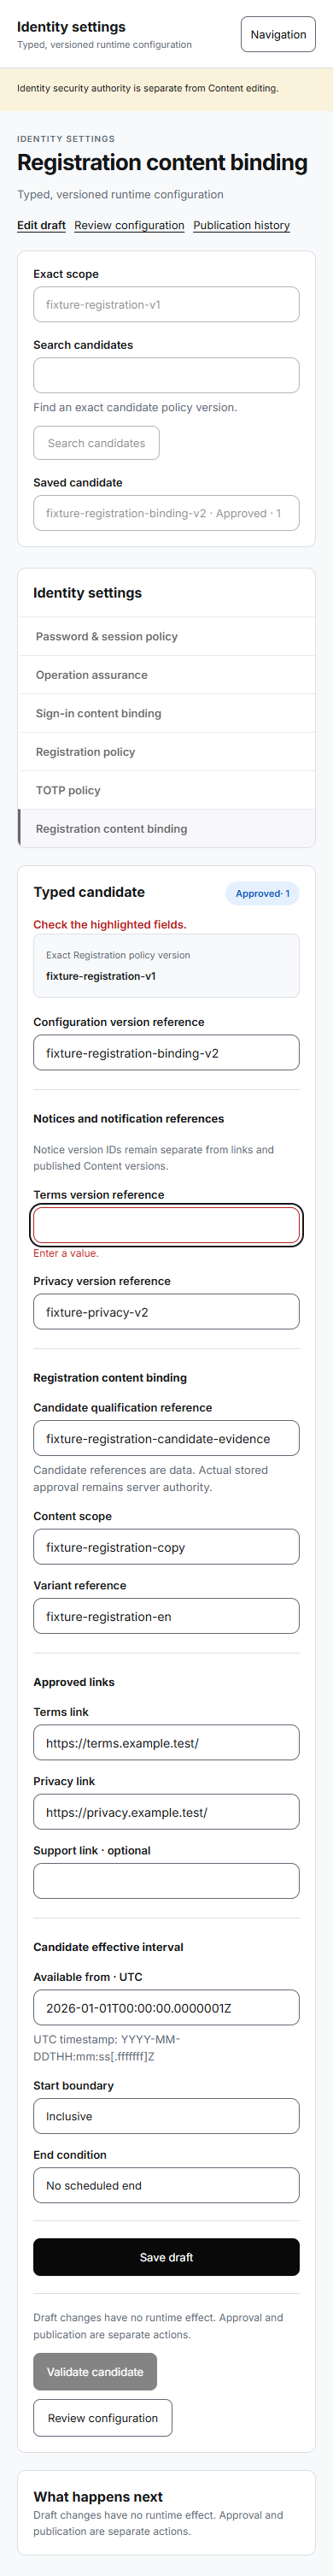 Identity settings
Typed, versioned runtime configuration
Navigation
Identity security authority is separate from Content editing.
IDENTITY SETTINGS
Registration content binding
Typed, versioned runtime configuration
Edit draft Review configuration Publication history
Exact scope
fixture-registration-v1
Search candidates
Find an exact candidate policy version.
Search candidates
Saved candidate
fixture-registration-binding-v2 · Approved · 1
Identity settings
Password & session policy
Operation assurance
Sign-in content binding
Registration policy
TOTP policy
Registration content binding
Typed candidate
Approved· 1
Check the highlighted fields.
Exact Registration policy version
fixture-registration-v1
Configuration version reference
fixture-registration-binding-v2
Notices and notification references
Notice version IDs remain separate from links and
published Content versions.
Terms version reference
Enter a value.
Privacy version reference
fixture-privacy-v2
Registration content binding
Candidate qualification reference
fixture-registration-candidate-evidence
Candidate references are data. Actual stored
approval remains server authority.
Content scope
fixture-registration-copy
Variant reference
fixture-registration-en
Approved links
Terms link
https://terms.example.test/
Privacy link
https://privacy.example.test/
Support link · optional
Candidate effective interval
Available from · UTC
2026-01-01T00:00:00.0000001Z
UTC timestamp: YYYY-MM-
DDTHH:mm:ss[.fffffff]Z
Start boundary
Inclusive
End condition
No scheduled end
Save draft
Draft changes have no runtime effect. Approval and
publication are separate actions.
Validate candidate
Review configuration
What happens next
Draft changes have no runtime effect. Approval and
publication are separate actions.